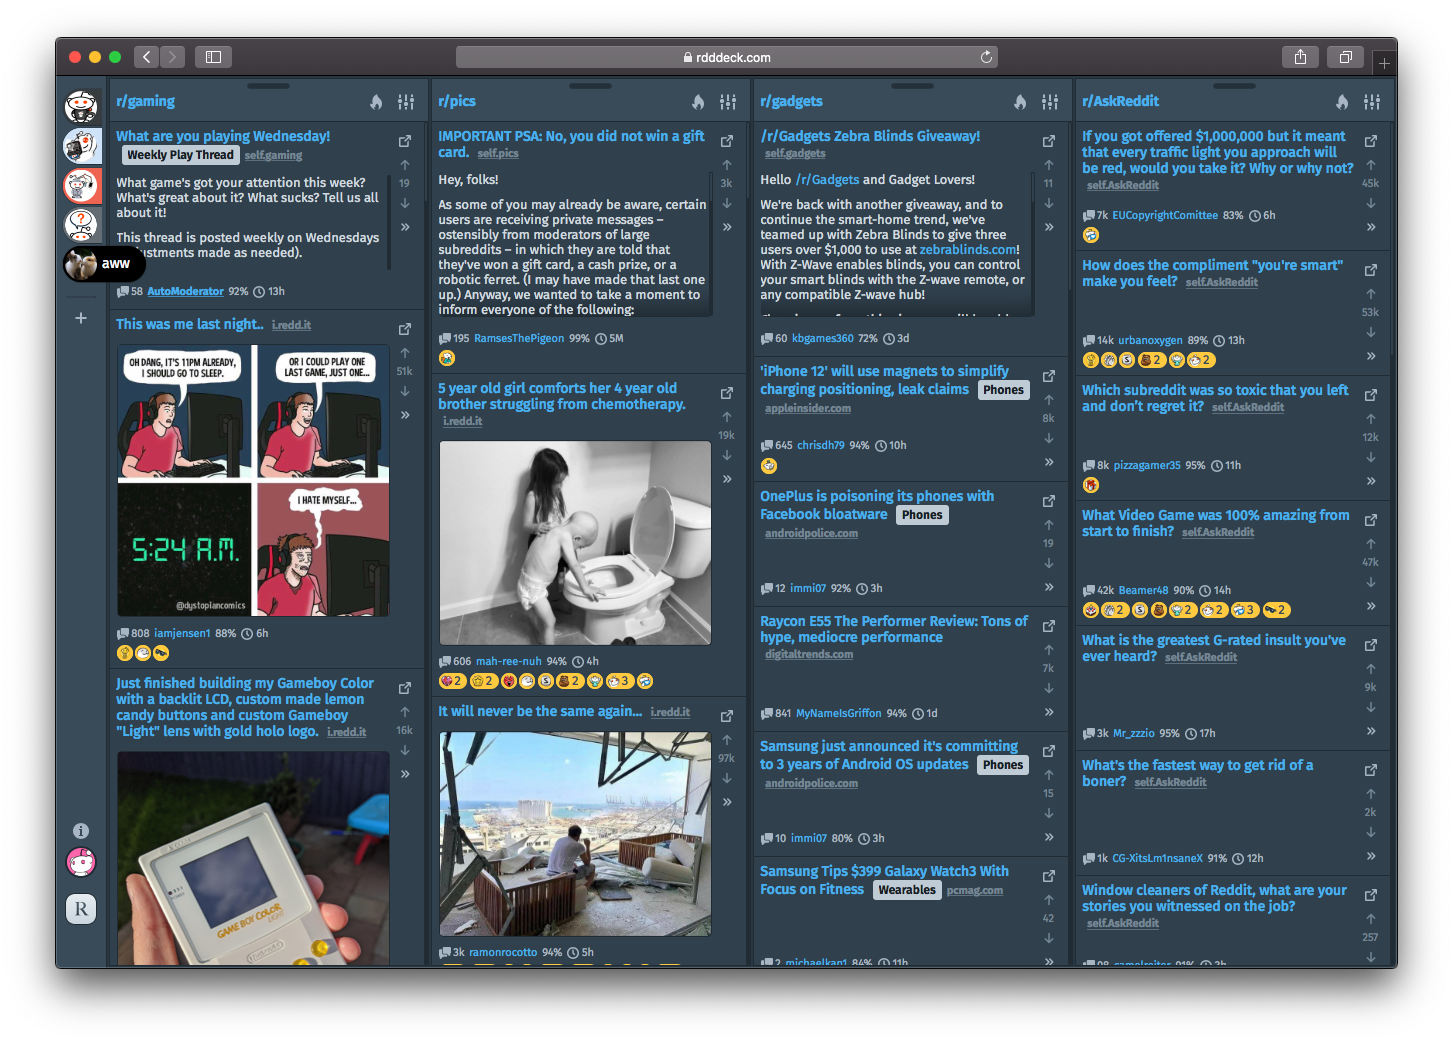 rdddeck.com
aww
R
r/gaming
What are you playing Wednesday!
Weekly Play Thread self.gaming
19
What game's got your attention this week?
What's great about it? What sucks? Tell us all
about it!
This thread is posted weekly on Wednesdays
ustments made as needed).
58 AutoModerator 92% 13h
This was me last night.. i.redd.it
51k
OH DANG, IT'S 11PM ALREADY,
I SHOULD GO TO SLEEP.
OR I COULD PLAY ONE
LAST GAME, JUST ONE...
5:24 A.M.
I HATE MYSELF...
@dystopiancomics
808 iamjensen1 88% 6h
Just finished building my Gameboy Color
with a backlit LCD, custom made lemon
candy buttons and custom Gameboy
"Light" lens with gold holo logo. i.redd.it
16k
GAME BOY COLOR
LIGHT
Nintendo
r/pics
IMPORTANT PSA: No, you did not win a gift
card. self.pics
3k
Hey, folks!
As some of you may already be aware, certain
users are receiving private messages –
ostensibly from moderators of large
subreddits – in which they are told that
they've won a gift card, a cash prize, or a
robotic ferret. (I may have made that last one
up.) Anyway, we wanted to take a moment to
inform everyone of the following:
195 RamsesThePigeon 99% 5M
5 year old girl comforts her 4 year old
brother struggling from chemotherapy.
i.redd.it
19k
606 mah-ree-nuh 94% 4h
2 2 2 3
It will never be the same again... i.redd.it
97k
3k ramonrocotto 94% 5h
r/gadgets
/r/Gadgets Zebra Blinds Giveaway!
self.gadgets
11
Hello /r/Gadgets and Gadget Lovers!
We're back with another giveaway, and to
continue the smart-home trend, we've
teamed up with Zebra Blinds to give three
users over $1,000 to use at zebrablinds.com!
With Z-Wave enables blinds, you can control
your smart blinds with the Z-wave remote, or
any compatible Z-wave hub!
60 kbgames360 72% 3d
'iPhone 12' will use magnets to simplify
charging positioning, leak claims Phones
appleinsider.com
8k
645 chrisdh79 94% 10h
OnePlus is poisoning its phones with
Facebook bloatware Phones
androidpolice.com
19
12 immi07 92% 3h
Raycon E55 The Performer Review: Tons of
hype, mediocre performance
digitaltrends.com
7k
841 MyNameIsGriffon 94% 1d
Samsung just announced it's committing
to 3 years of Android OS updates Phones
androidpolice.com
15
10 immi07 80% 3h
Samsung Tips $399 Galaxy Watch3 With
Focus on Fitness Wearables pcmag.com
42
2 michaelkan1 84% 11h
r/AskReddit
If you got offered $1,000,000 but it meant
that every traffic light you approach will
be red, would you take it? Why or why not?
self.AskReddit
45k
7k EUCopyrightComittee 83% 6h
How does the compliment "you're smart"
make you feel? self.AskReddit
53k
14k urbanoxygen 89% 13h
2 2
Which subreddit was so toxic that you left
and don't regret it? self.AskReddit
12k
8k pizzagamer35 95% 11h
What Video Game was 100% amazing from
start to finish? self.AskReddit
47k
42k Beamer48 90% 14h
2 2 2 3 2
What is the greatest G-rated insult you've
ever heard? self.AskReddit
9k
3k Mr_zzzio 95% 17h
What's the fastest way to get rid of a
boner? self.AskReddit
2k
1k CG-XitsLm1nsaneX 91% 12h
Window cleaners of Reddit, what are your
stories you witnessed on the job?
self.AskReddit
257
98 camelreiter 91% 3h